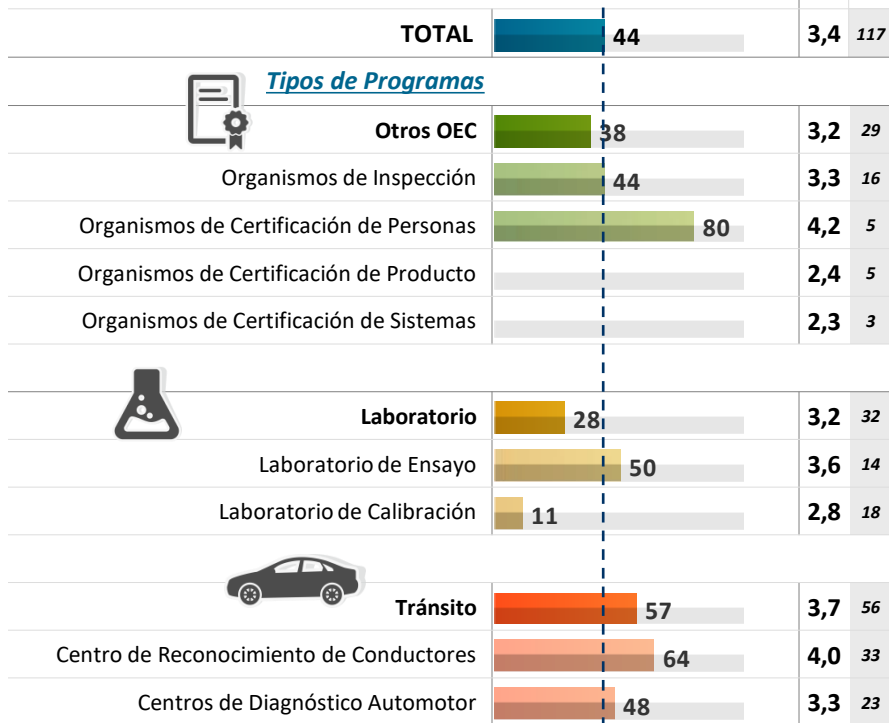 TOTAL 44 3,4 117
Tipos de Programas
Otros OEC 38 3,2 29
Organismos de Inspección 44 3,3 16
Organismos de Certificación de Personas 80 4,2 5
Organismos de Certificación de Producto 2,4 5
Organismos de Certificación de Sistemas 2,3 3
Laboratorio 28 3,2 32
Laboratorio de Ensayo 50 3,6 14
Laboratorio de Calibración 11 2,8 18
Tránsito 57 3,7 56
Centro de Reconocimiento de Conductores 64 4,0 33
Centros de Diagnóstico Automotor 48 3,3 23